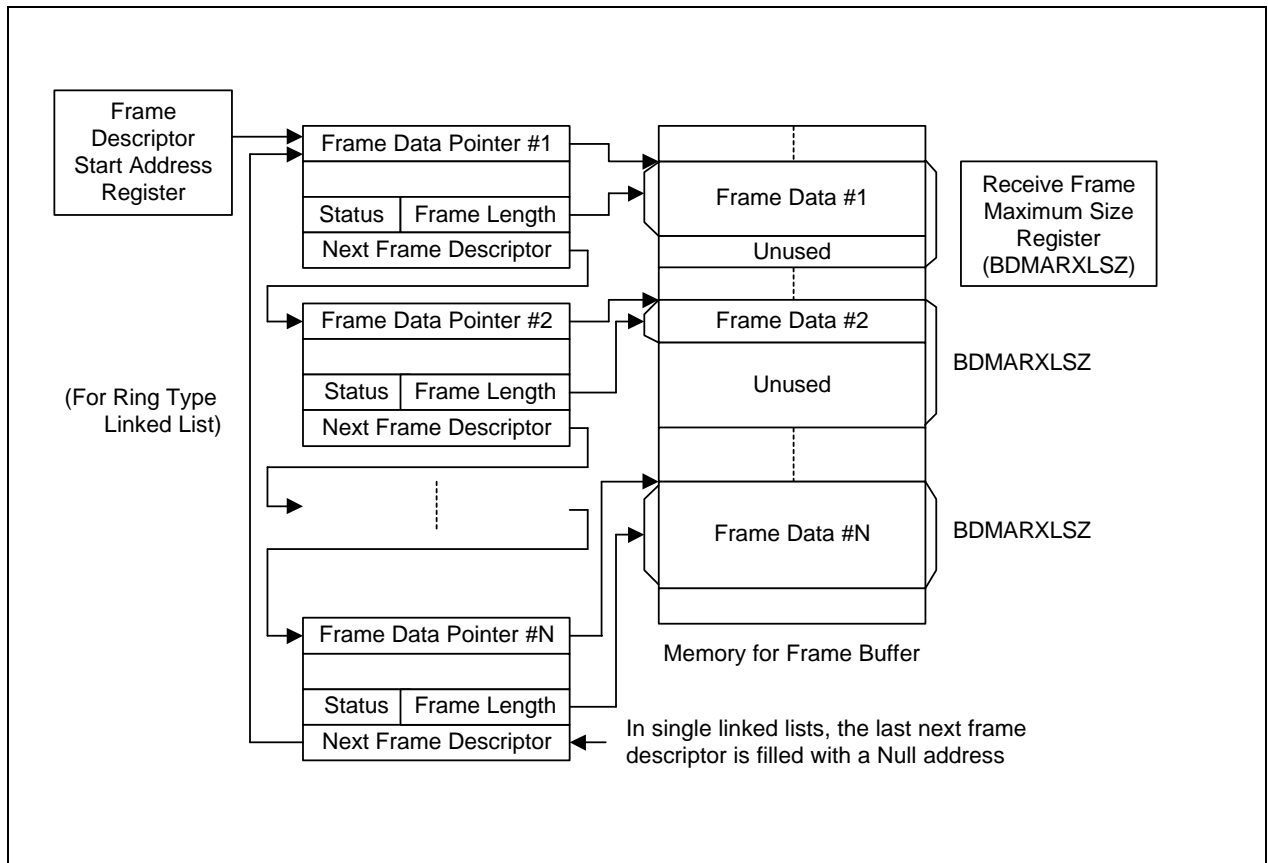 Frame
Descriptor
Start Address
Register
Frame Data Pointer #1
Status
Frame Length
Next Frame Descriptor
Frame Data #1
Unused
Receive Frame
Maximum Size
Register
(BDMARXLSZ)
Frame Data Pointer #2
Status
Frame Length
Next Frame Descriptor
Frame Data #2
Unused
BDMARXLSZ
(For Ring Type
Linked List)
Frame Data #N
BDMARXLSZ
Frame Data Pointer #N
Status
Frame Length
Next Frame Descriptor
Memory for Frame Buffer
In single linked lists, the last next frame
descriptor is filled with a Null address